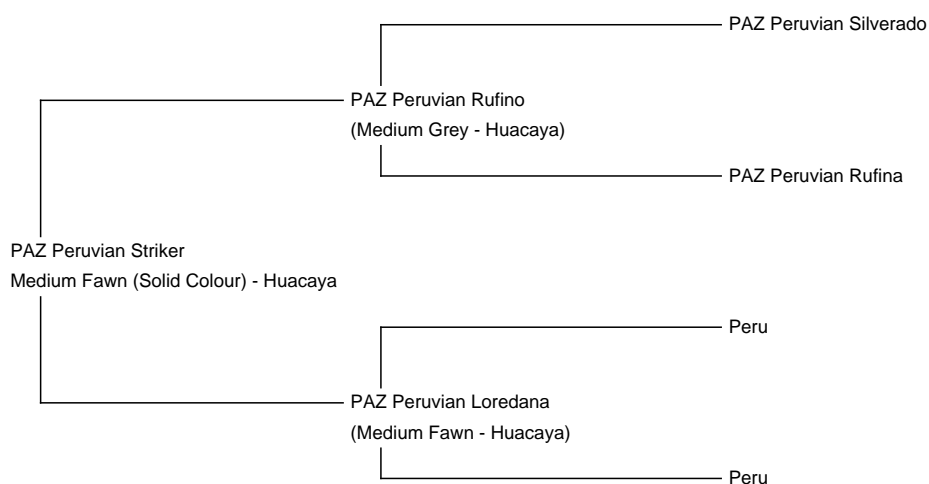 PAZ Peruvian Silverado
PAZ Peruvian Rufino
(Medium Grey - Huacaya)
PAZ Peruvian Rufina
PAZ Peruvian Striker
Medium Fawn (Solid Colour) - Huacaya
Peru
PAZ Peruvian Loredana
(Medium Fawn - Huacaya)
Peru